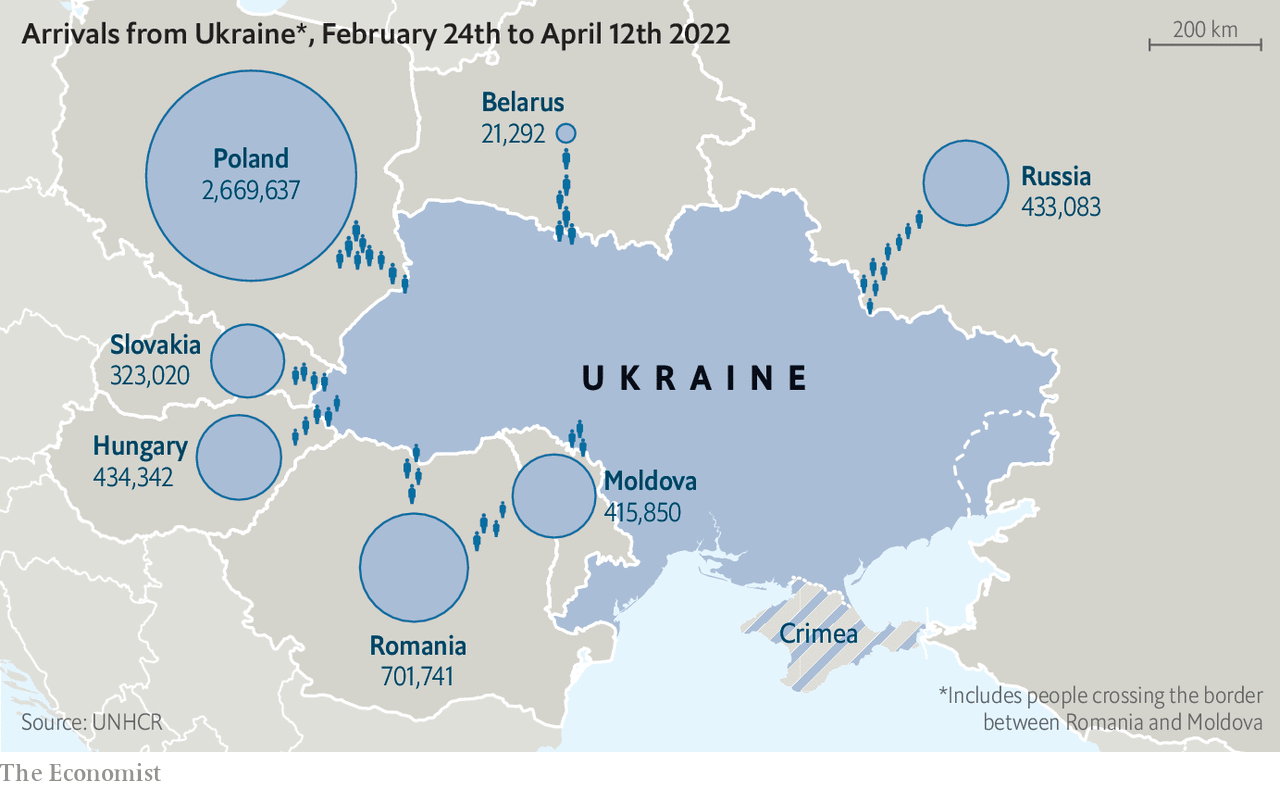 Arrivals from Ukraine*, February 24th to April 12th 2022
200 km
Belarus
21,292
Poland
2,669,637
Russia
433,083
Slovakia
323,020
UKRAINE
Hungary
434,342
Moldova
415,850
Romania
701,741
Crimea
*Includes people crossing the border
between Romania and Moldova
Source: UNHCR
The Economist